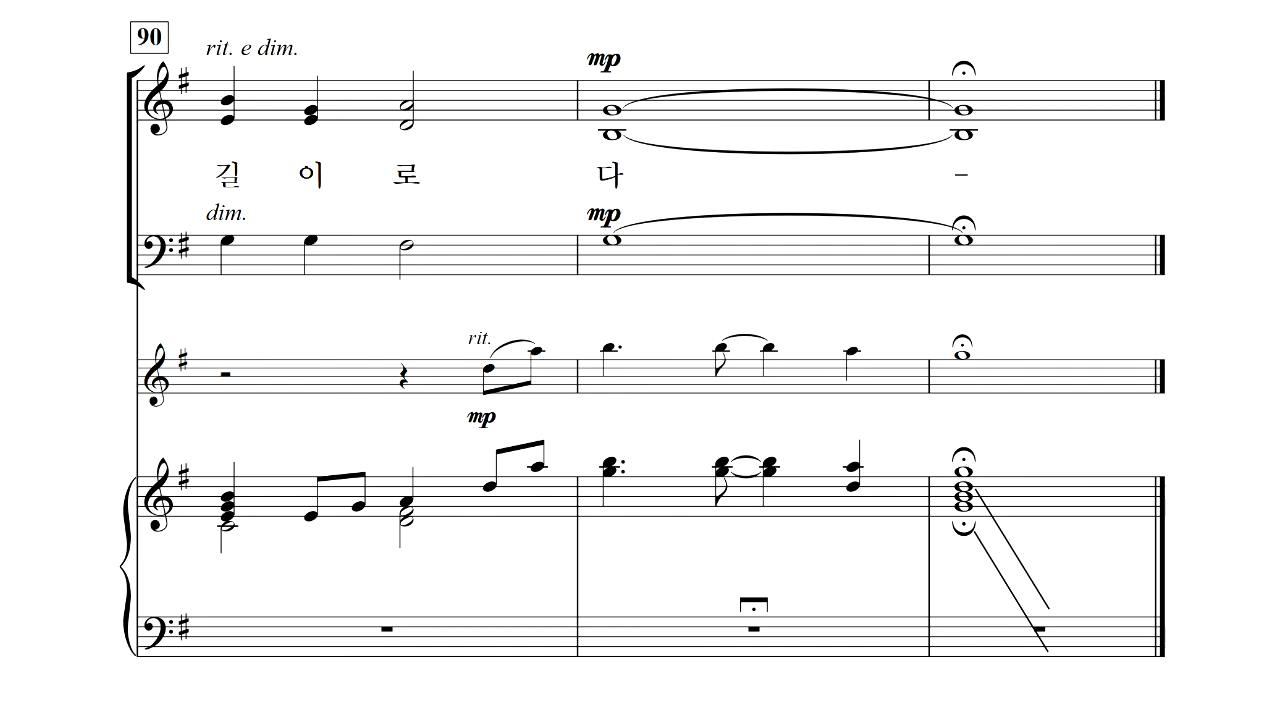 90
rit. e dim.
mp
길 이 로 다 –
dim.
mp
rit.
mp